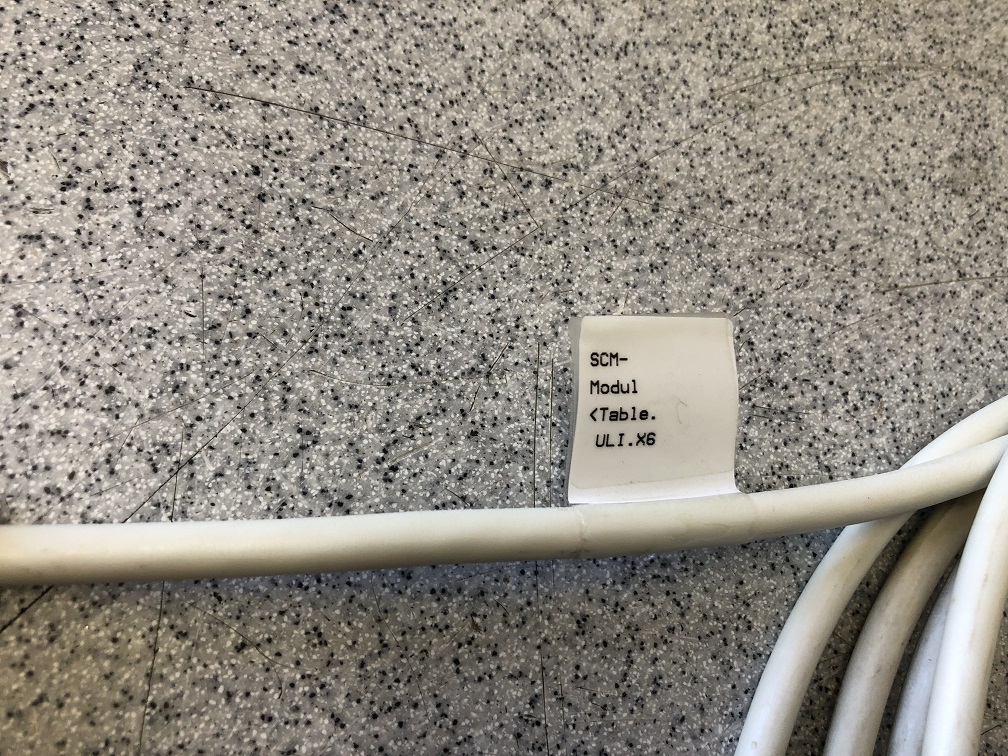 SCM-
Modul
<Table.
ULI.X6